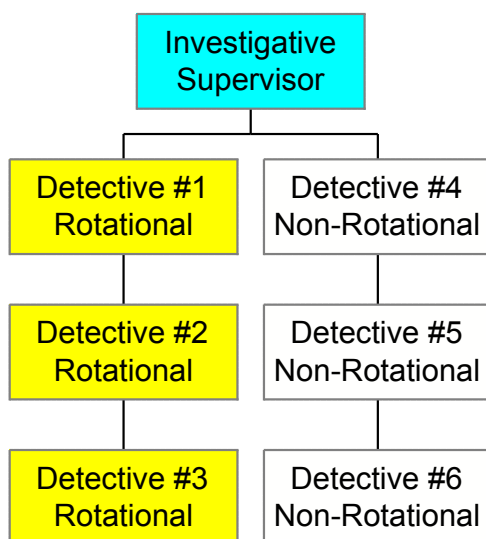 Investigative
Supervisor
Detective #1
Rotational
Detective #4
Non-Rotational
Detective #2
Rotational
Detective #5
Non-Rotational
Detective #3
Rotational
Detective #6
Non-Rotational